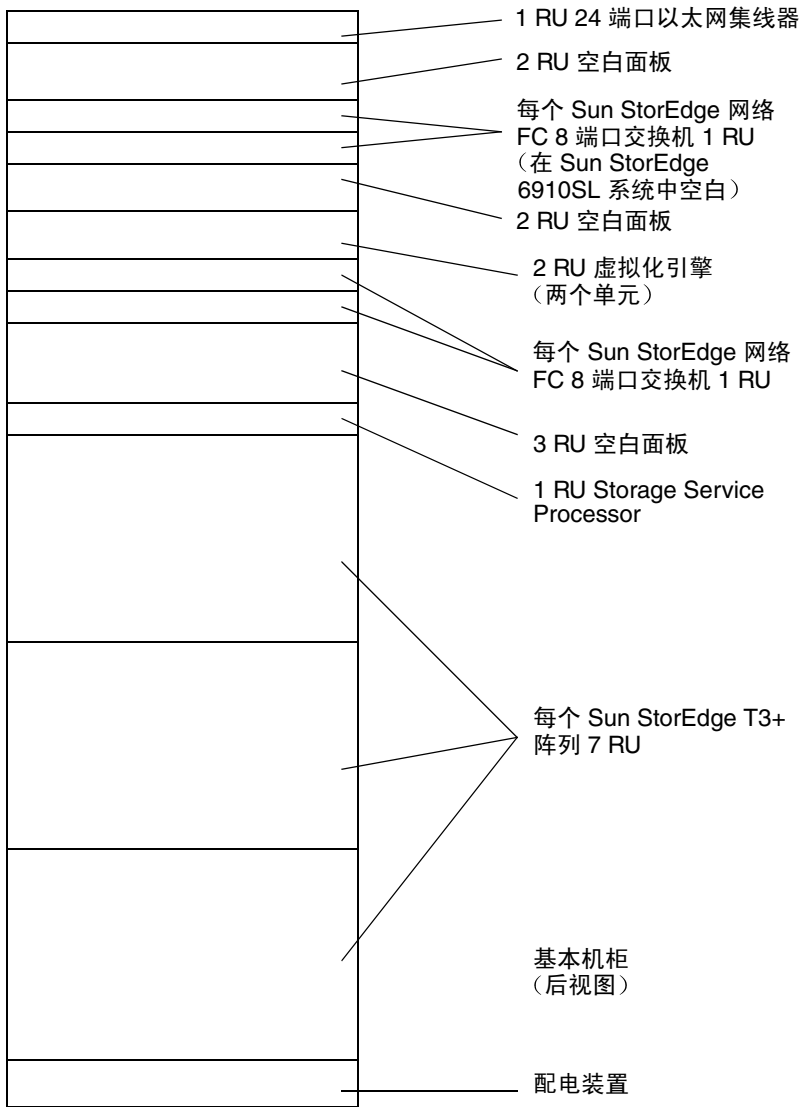 1 RU 24 端口以太网集线器
2 RU 空白面板
每个 Sun StorEdge 网络
FC 8 端口交换机 1 RU
（在 Sun StorEdge
6910SL 系统中空白）
2 RU 空白面板
2 RU 虚拟化引擎
（两个单元）
每个 Sun StorEdge 网络
FC 8 端口交换机 1 RU
3 RU 空白面板
1 RU Storage Service
Processor
每个 Sun StorEdge T3+
阵列 7 RU
基本机柜
（后视图）
配电装置